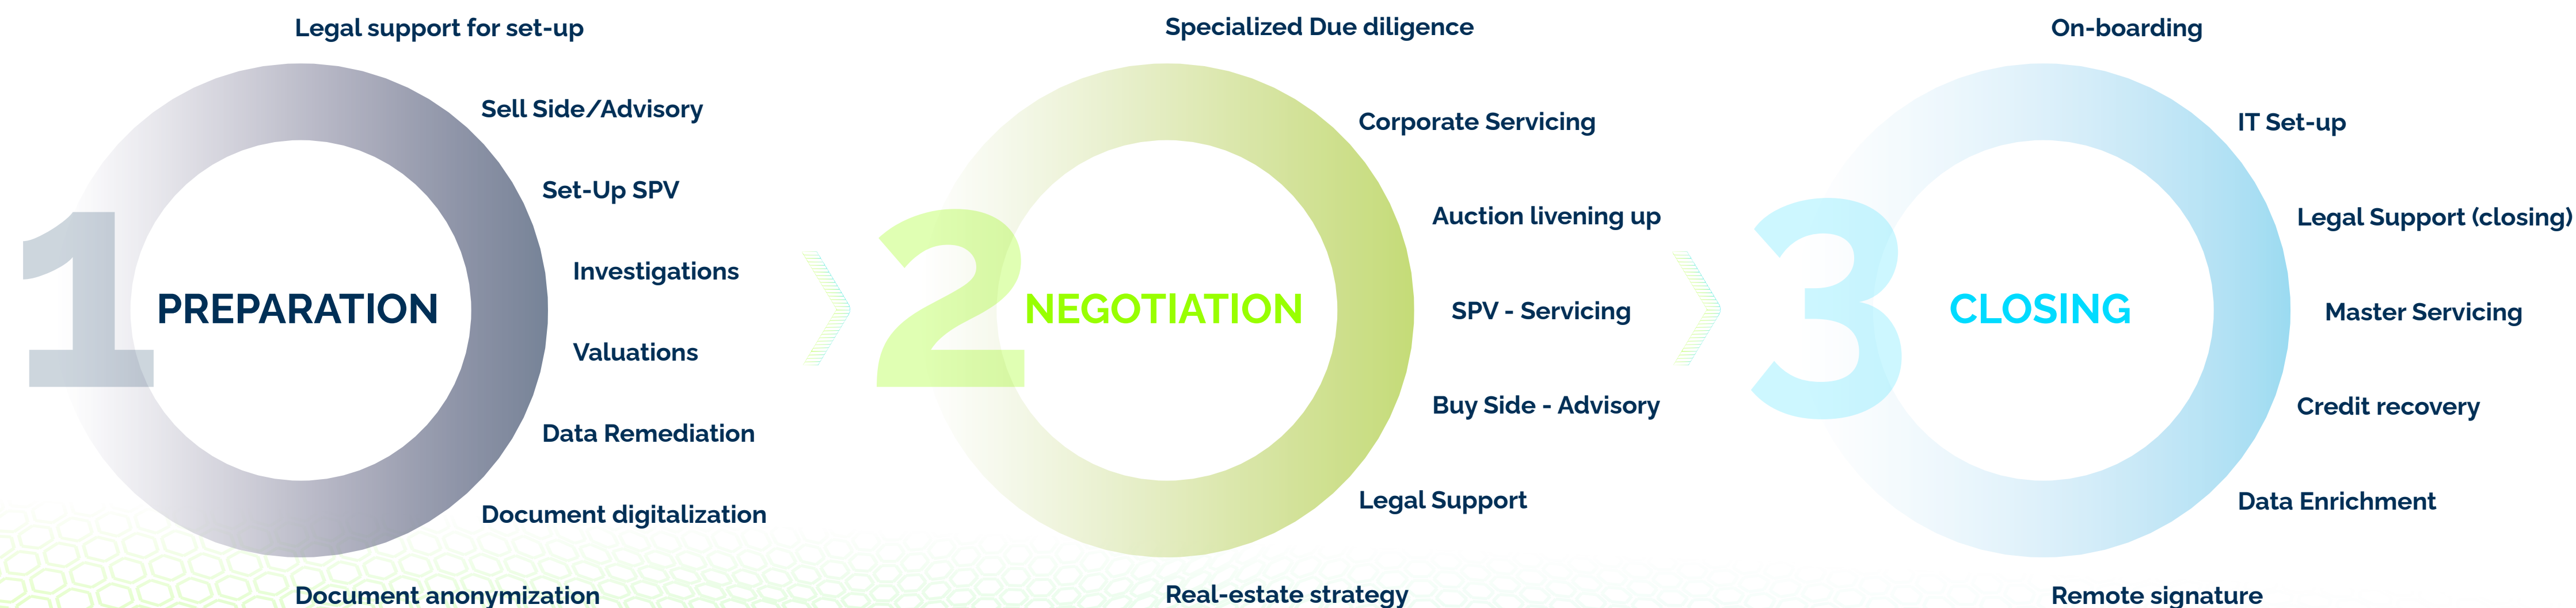 1
PREPARATION
Legal support for set-up
Sell Side/Advisory
Set-Up SPV
Investigations
Valuations
Data Remediation
Document digitalization
Document anonymization
2
NEGOTIATION
Specialized Due diligence
Corporate Servicing
Auction livening up
SPV - Servicing
Buy Side - Advisory
Legal Support
Real-estate strategy
3
CLOSING
On-boarding
IT Set-up
Legal Support (closing)
Master Servicing
Credit recovery
Data Enrichment
Remote signature